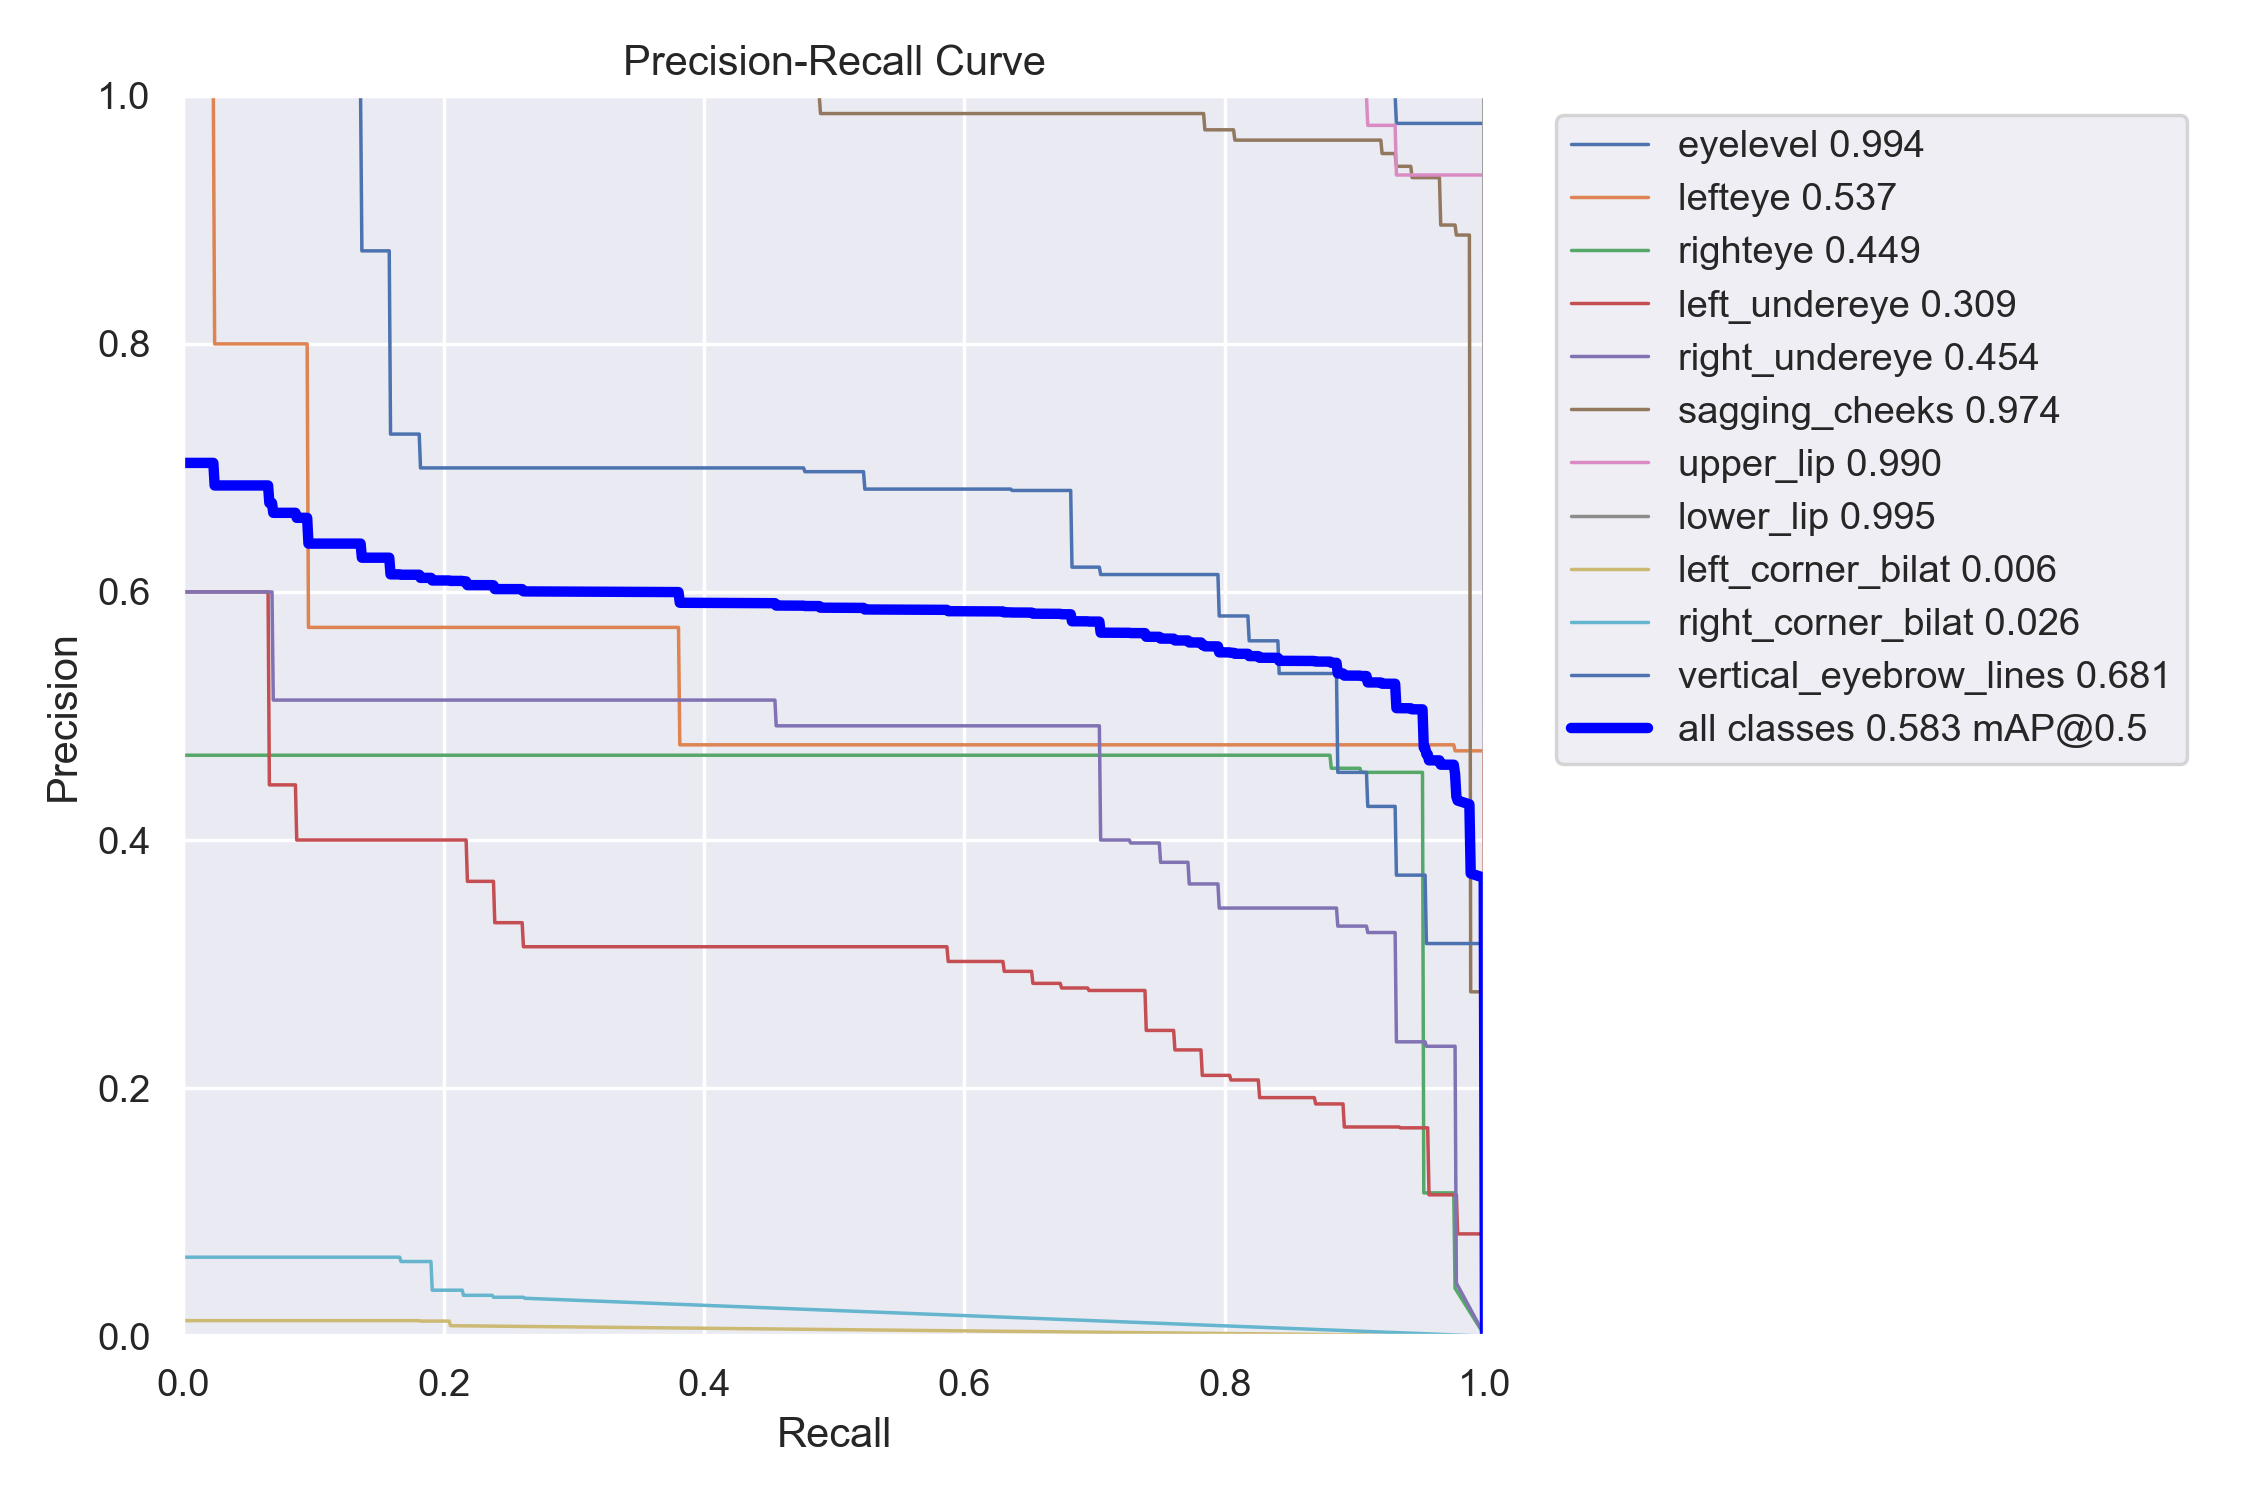 Precision-Recall Curve
1.0
0.8
0.6
0.4
0.2
0.0
Precision
0.0 0.2 0.4 0.6 0.8 1.0
Recall
eyelevel 0.994
lefteye 0.537
righteye 0.449
left_undereye 0.309
right_undereye 0.454
sagging_cheeks 0.974
upper_lip 0.990
lower_lip 0.995
left_corner_bilat 0.006
right_corner_bilat 0.026
vertical_eyebrow_lines 0.681
all classes 0.583 mAP@0.5